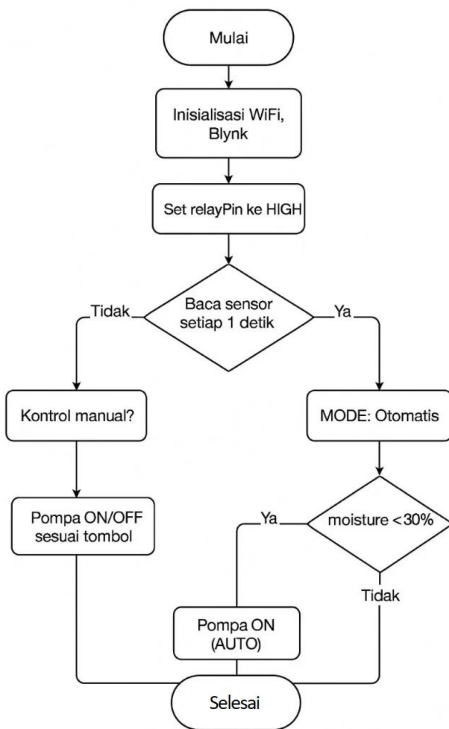 Mulai
Inisialisasi WiFi,
Blynk
Set relayPin ke HIGH
Baca sensor
setiap 1 detik
Tidak
Ya
Kontrol manual?
MODE: Otomatis
Pompa ON/OFF
sesuai tombol
Ya
moisture <30%
Tidak
Pompa ON
(AUTO)
Selesai